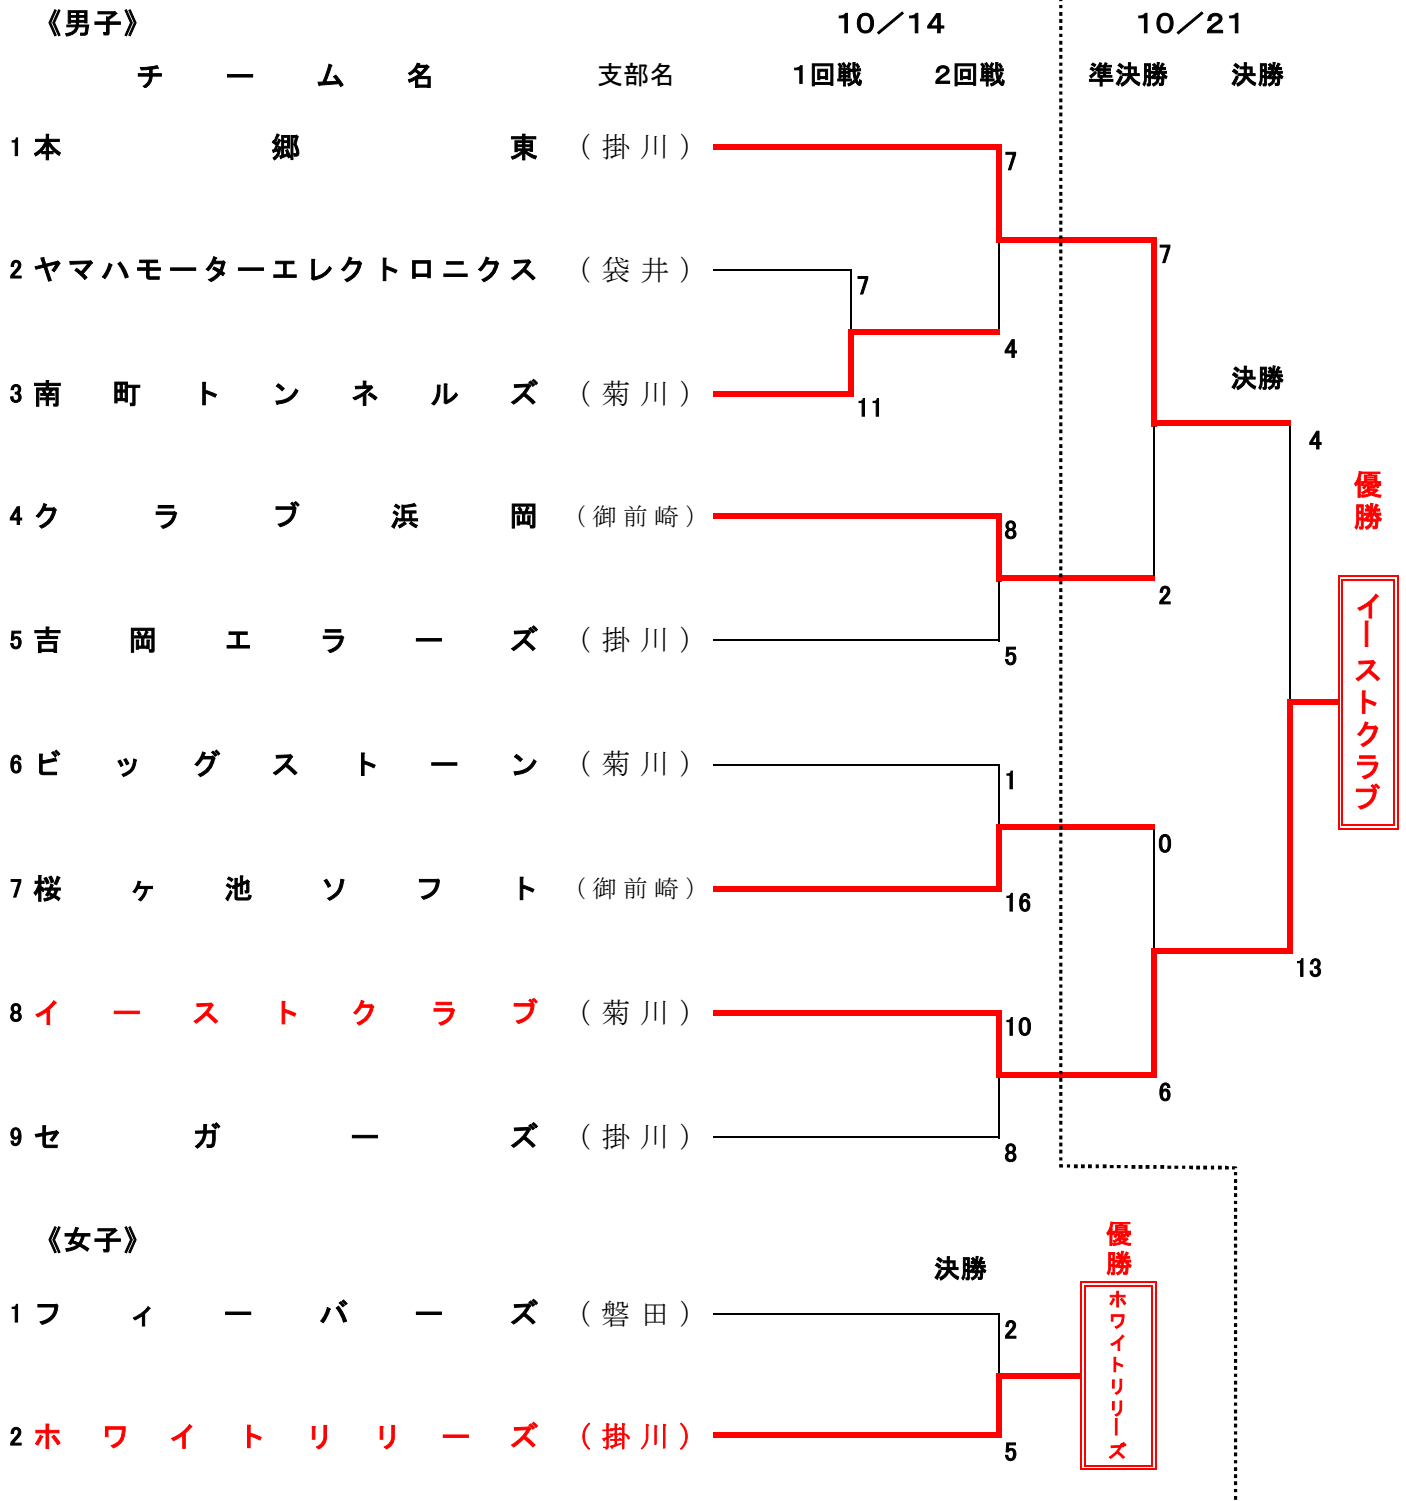 《男子》 10／14 10／21
チーム名 支部名 1回戦 2回戦 準決勝 決勝
1 本郷東 （掛川）
7
7
2 ヤマハモーターエレクトロニクス （袋井）
7
4
決勝
3 南町トンネルズ （菊川）
11
4
優勝
4 クラブ浜岡 （御前崎）
8
イーストクラブ
2
5 吉岡エラーズ （掛川）
5
6 ビッグストーン （菊川）
1
0
7 桜ヶ池ソフト （御前崎）
16
13
8 イーストクラブ （菊川）
10
6
9 セガーズ （掛川）
8
《女子》
優勝
決勝
ホワイトリリーズ
1 フィーバーズ （磐田）
2
2 ホワイトリリーズ （掛川）
5